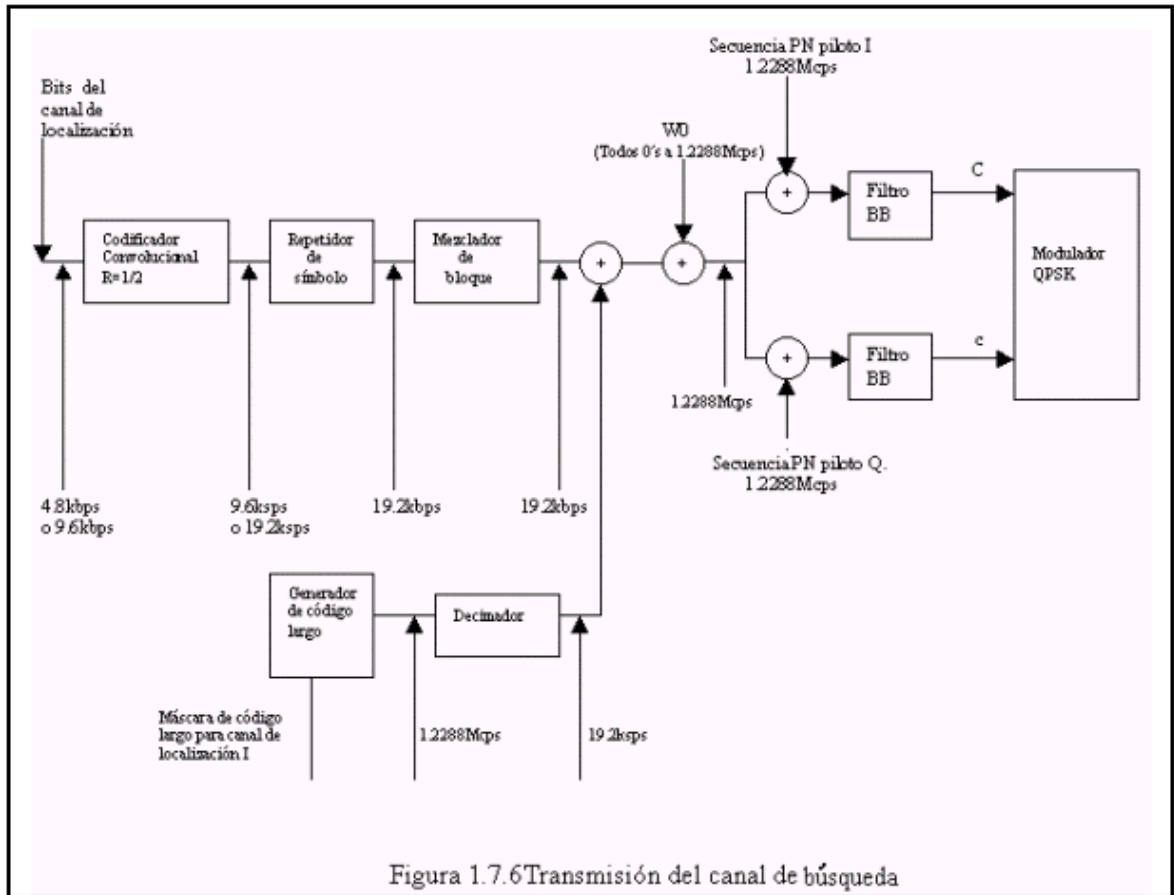 Secuencia PN piloto I
1.2288Mcps
Bits del
canal de
localización
W0
(Todos 0's a 1.2288Mcps)
Codificador
Convolucional
R=1/2
Repetidor
de
símbolo
Mezclador
de
bloque
+
+
+
Filtro
BB
C
Modulador
QPSK
+
Filtro
BB
c
1.2288Mcps
Secuencia PN piloto Q.
1.2288Mcps
4.8kbps
o 9.6kbps
9.6ksps
o 19.2ksps
19.2kbps
19.2kbps
Generador
de código
largo
Decimador
Máscara de código
largo para canal de
localización I
1.2288Mcps
19.2ksps
Figura 1.7.6Transmisión del canal de búsqueda